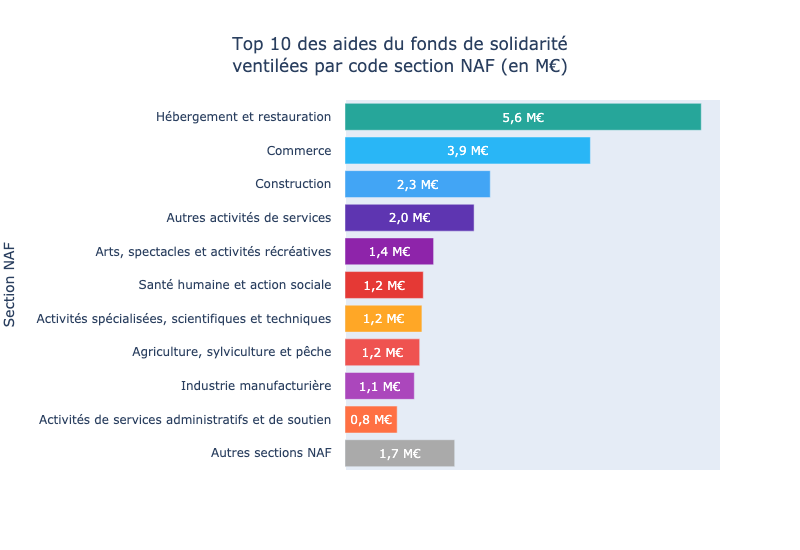 Top 10 des aides du fonds de solidarité
ventilées par code section NAF (en M€)
Section NAF
Hébergement et restauration 5,6 M€
Commerce 3,9 M€
Construction 2,3 M€
Autres activités de services 2,0 M€
Arts, spectacles et activités récréatives 1,4 M€
Santé humaine et action sociale 1,2 M€
Activités spécialisées, scientifiques et techniques 1,2 M€
Agriculture, sylviculture et pêche 1,2 M€
Industrie manufacturière 1,1 M€
Activités de services administratifs et de soutien 0,8 M€
Autres sections NAF 1,7 M€